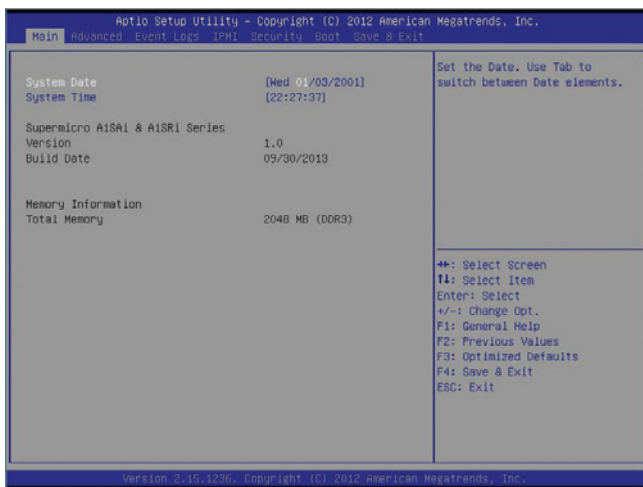 Aptio Setup Utility - Copyright (C) 2012 American Megatrends, Inc.
Main Advanced Event Logs IPMI Security Boot Save & Exit
System Date [Wed 01/03/2001]
System Time [22:27:37]
Supermicro A1SAi & A1SRi Series
Version 1.0
Build Date 09/30/2013
Memory Information
Total Memory 2048 MB (DDR3)
Set the Date. Use Tab to
switch between Date elements.
→←: Select Screen
↑↓: Select Item
Enter: Select
+/-: Change Opt.
F1: General Help
F2: Previous Values
F3: Optimized Defaults
F4: Save & Exit
ESC: Exit
Version 2.15.1236. Copyright (C) 2012 American Megatrends, Inc.